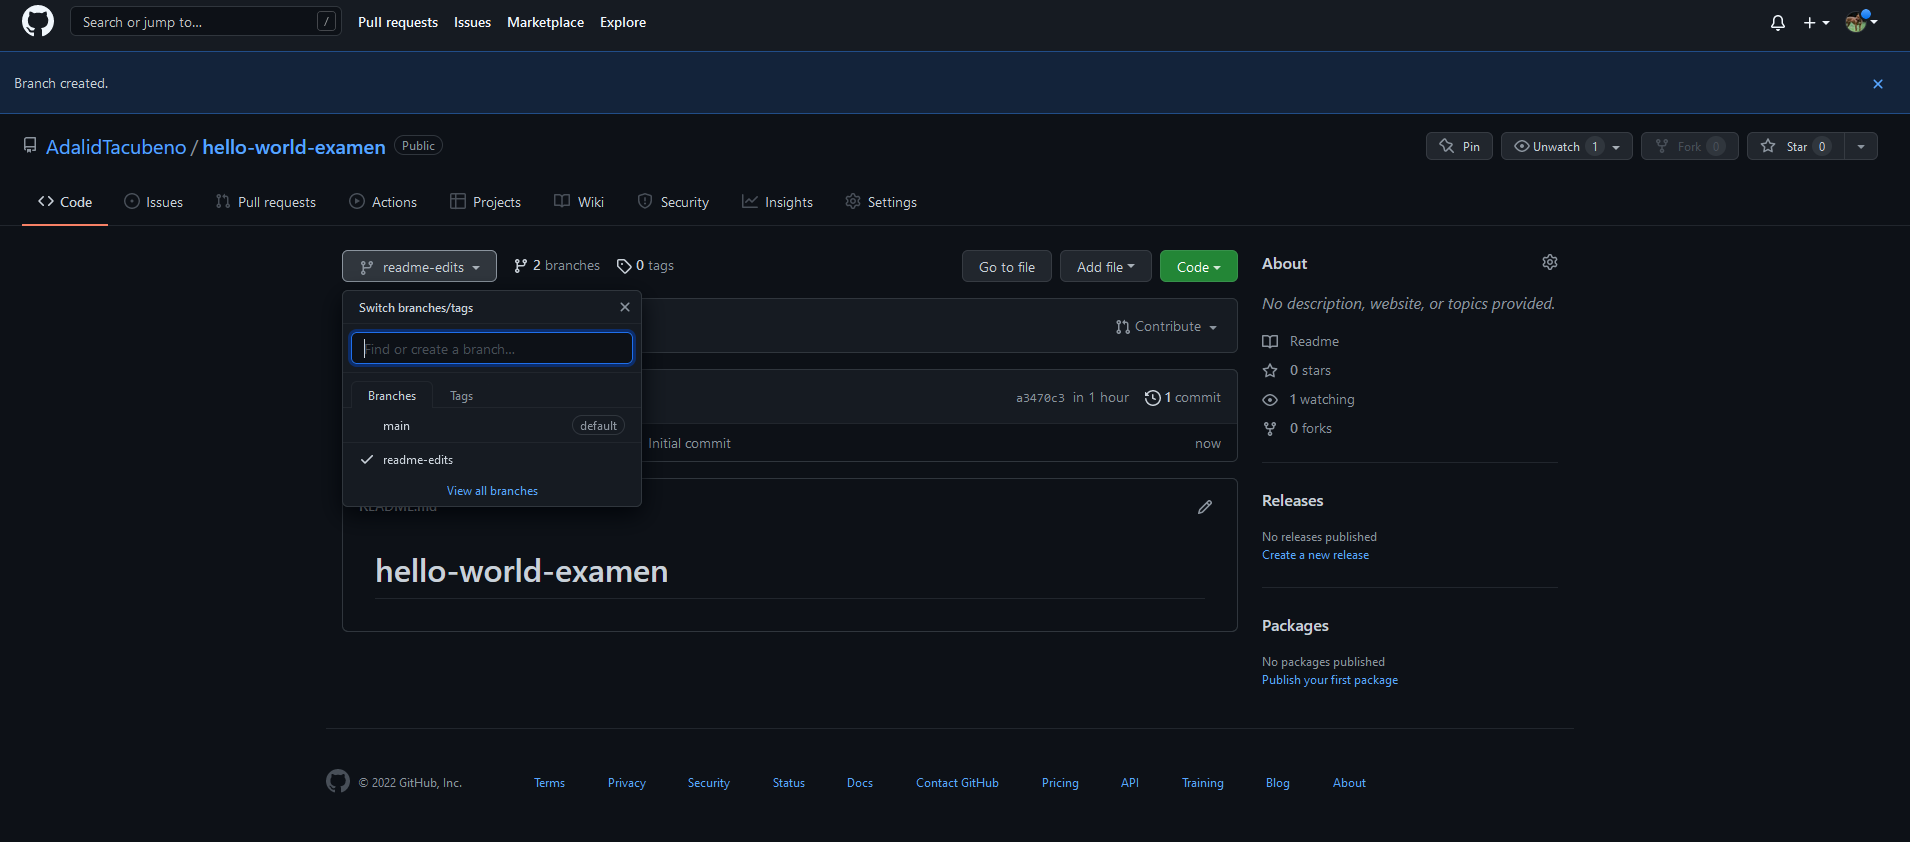 Search or jump to... / Pull requests Issues Marketplace Explore
Branch created.
AdalidTacubeno / hello-world-examen Public Pin Unwatch 1 Fork 0 Star 0
Code Issues Pull requests Actions Projects Wiki Security Insights Settings
readme-edits 2 branches 0 tags Go to file Add file Code
Switch branches/tags
Find or create a branch...
Contribute
Branches Tags
a3470c3 in 1 hour 1 commit
main default
Initial commit now
readme-edits
View all branches
README.md
hello-world-examen
About
No description, website, or topics provided.
Readme
0 stars
1 watching
0 forks
Releases
No releases published
Create a new release
Packages
No packages published
Publish your first package
© 2022 GitHub, Inc. Terms Privacy Security Status Docs Contact GitHub Pricing API Training Blog About